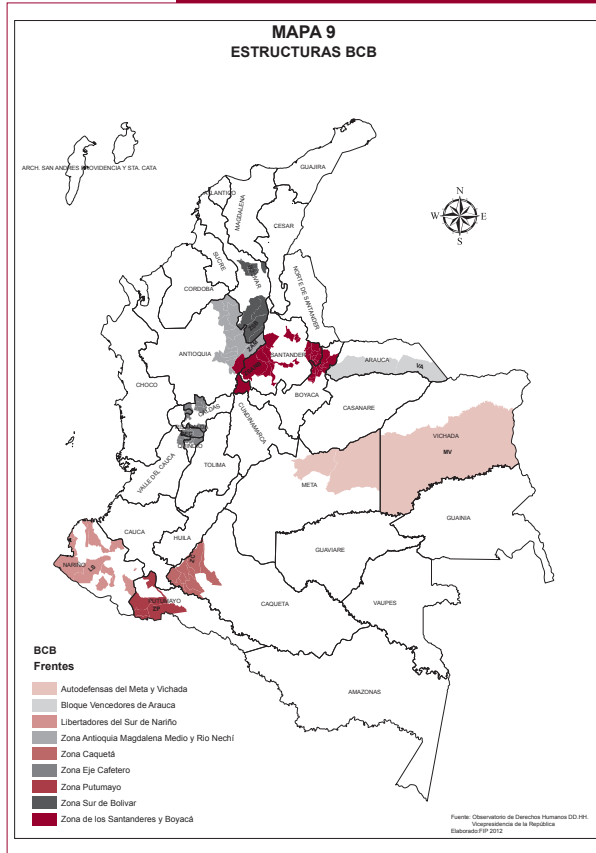 MAPA 9
ESTRUCTURAS BCB
ARCH. SAN ANDRES PROVIDENCIA Y STA. CATA
GUAJIRA
ATLANTICO
MAGDALENA
CESAR
N
W E
S
SUCRE
BOLIVAR
NORTE DE SANTANDER
CORDOBA
ANTIOQUIA
SANTANDER
ARAUCA
VA
CHOCO
BOYACA
CASANARE
CALDAS
CUNDINAMARCA
VICHADA
MV
QUINDIO
VALLE DEL CAUCA
TOLIMA
META
GUAINIA
CAUCA
HUILA
ZC
GUAVIARE
NARIÑO
LS
PUTUMAYO
ZP
CAQUETA
VAUPES
AMAZONAS
BCB
Frentes
Autodefensas del Meta y Vichada
Bloque Vencedores de Arauca
Libertadores del Sur de Nariño
Zona Antioquia Magdalena Medio y Rio Nechí
Zona Caquetá
Zona Eje Cafetero
Zona Putumayo
Zona Sur de Bolivar
Zona de los Santanderes y Boyacá
Fuente: Observatorio de Derechos Humanos DD.HH.
Vicepresidencia de la República
Elaborado:FIP 2012